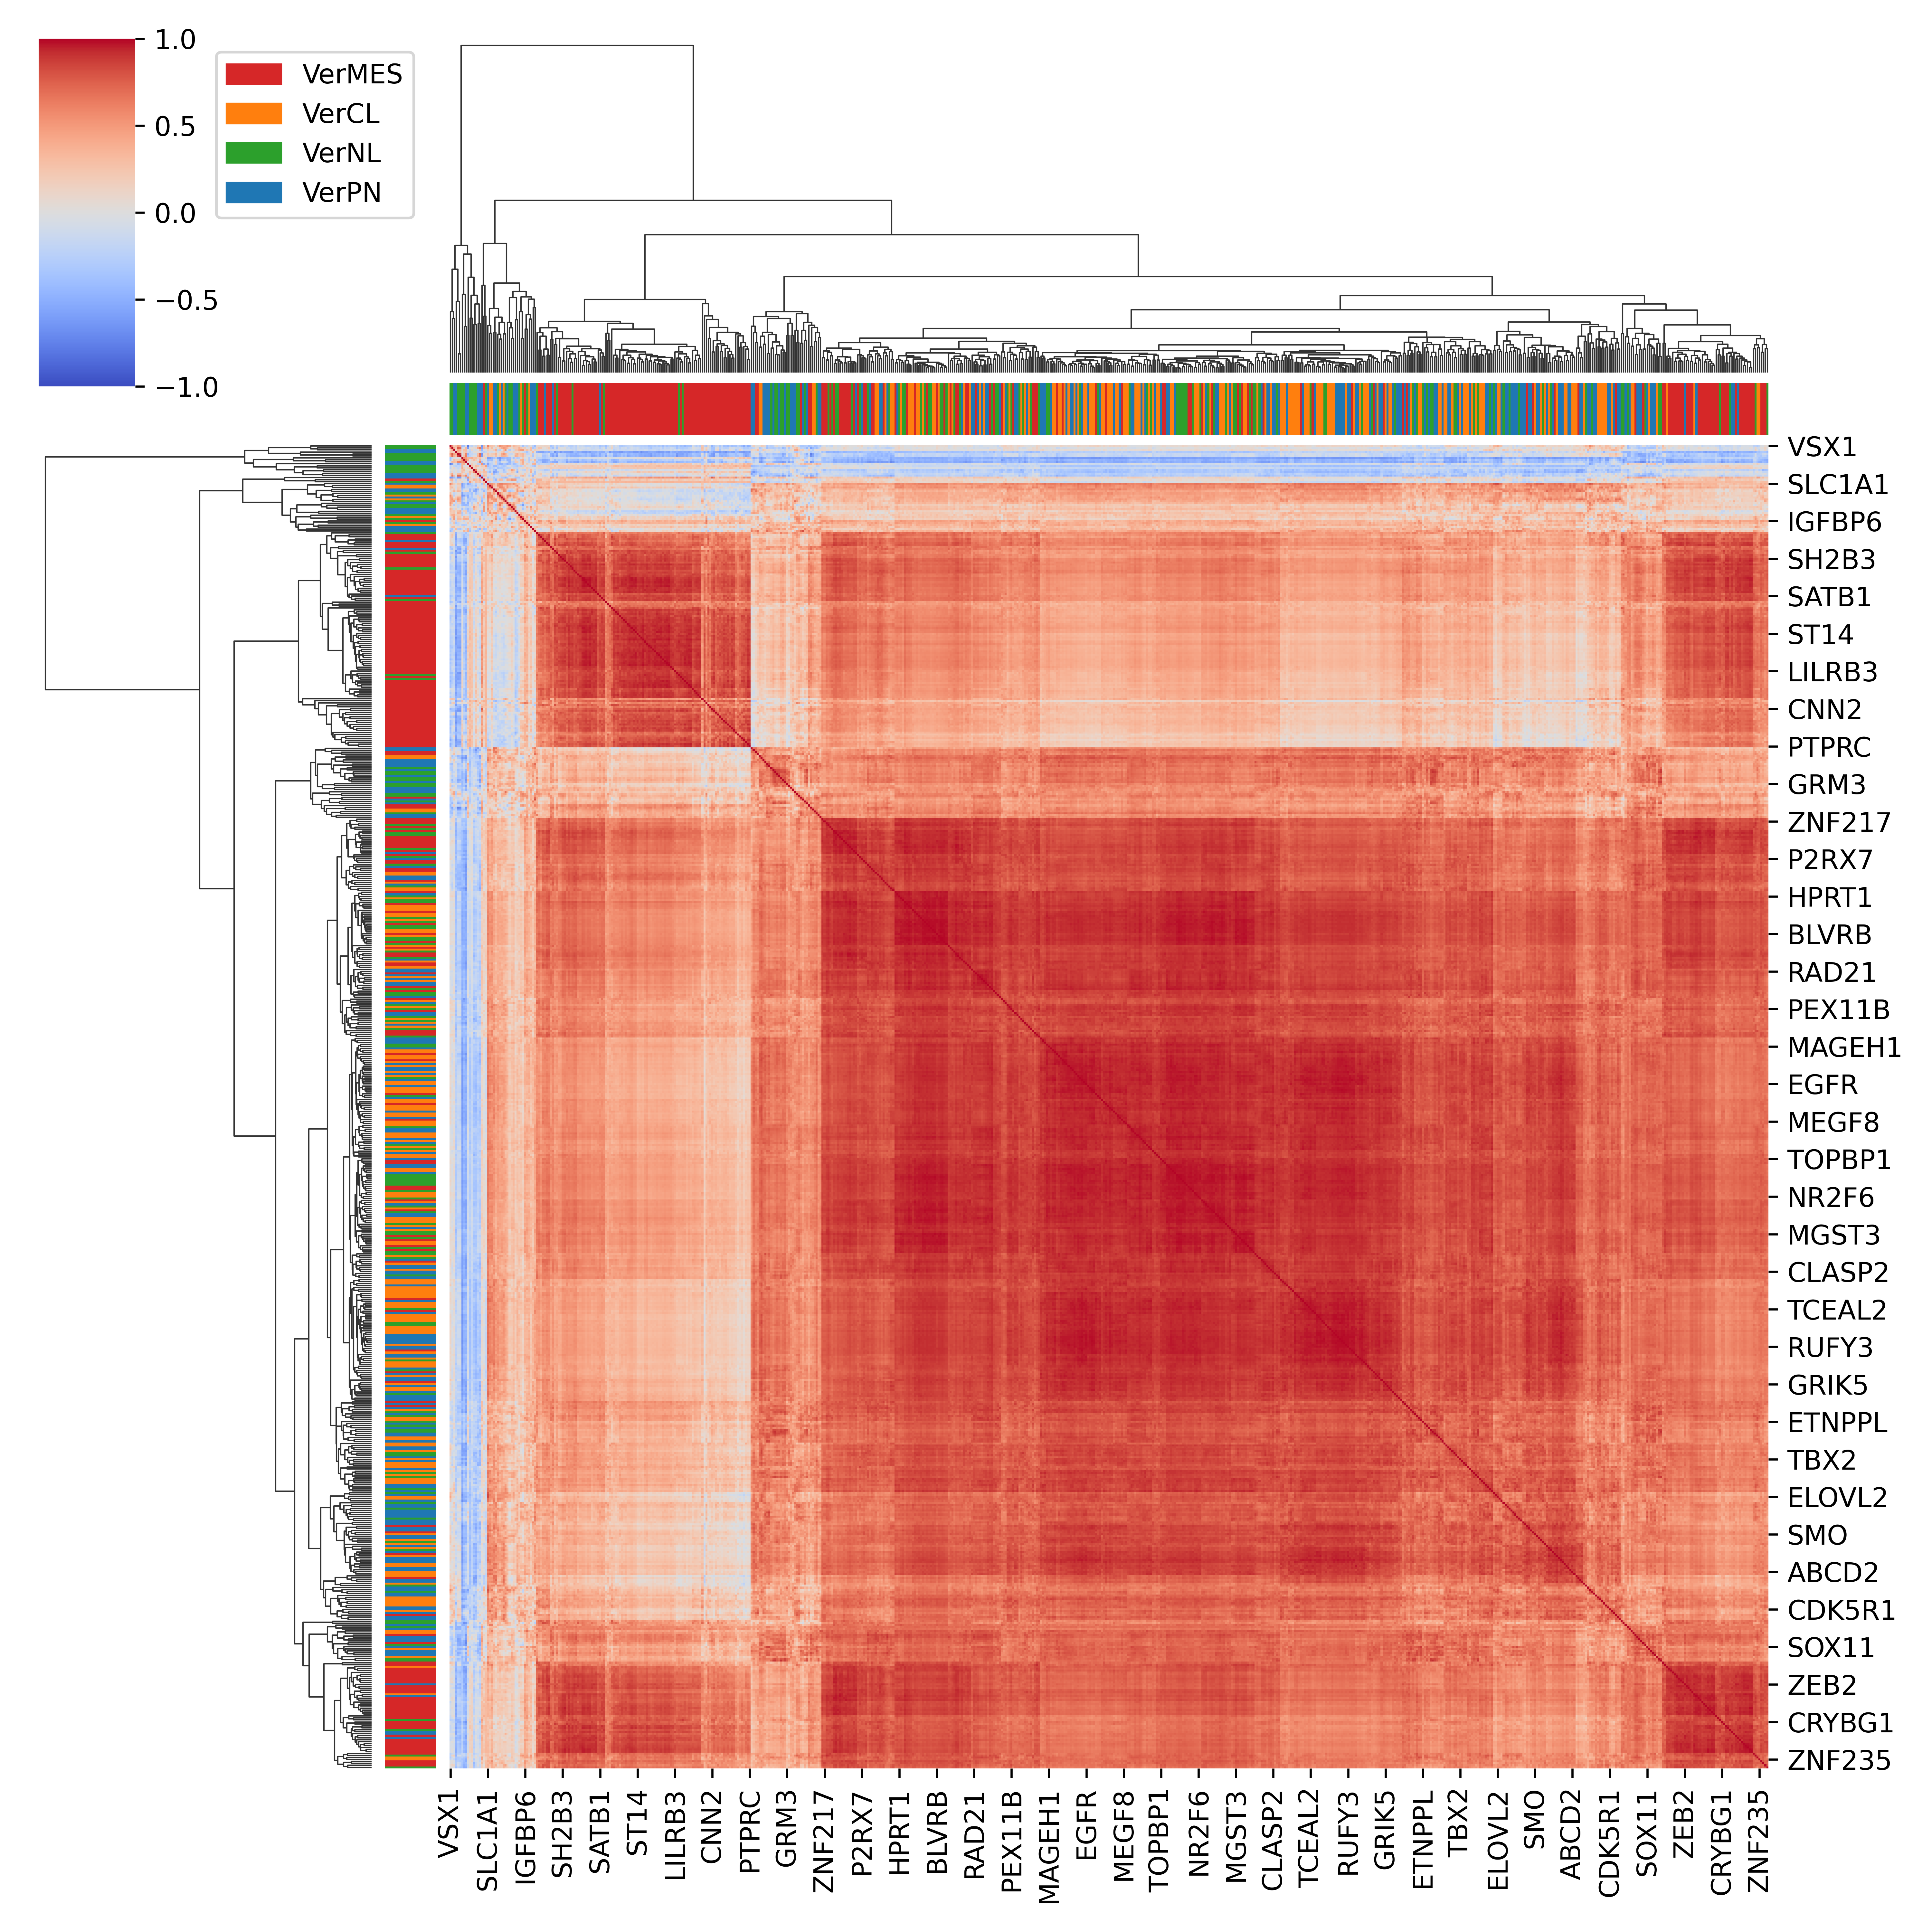 1.0
0.5
0.0
−0.5
−1.0
VerMES
VerCL
VerNL
VerPN
VSX1
SLC1A1
IGFBP6
SH2B3
SATB1
ST14
LILRB3
CNN2
PTPRC
GRM3
ZNF217
P2RX7
HPRT1
BLVRB
RAD21
PEX11B
MAGEH1
EGFR
MEGF8
TOPBP1
NR2F6
MGST3
CLASP2
TCEAL2
RUFY3
GRIK5
ETNPPL
TBX2
ELOVL2
SMO
ABCD2
CDK5R1
SOX11
ZEB2
CRYBG1
ZNF235
VSX1
SLC1A1
IGFBP6
SH2B3
SATB1
ST14
LILRB3
CNN2
PTPRC
GRM3
ZNF217
P2RX7
HPRT1
BLVRB
RAD21
PEX11B
MAGEH1
EGFR
MEGF8
TOPBP1
NR2F6
MGST3
CLASP2
TCEAL2
RUFY3
GRIK5
ETNPPL
TBX2
ELOVL2
SMO
ABCD2
CDK5R1
SOX11
ZEB2
CRYBG1
ZNF235